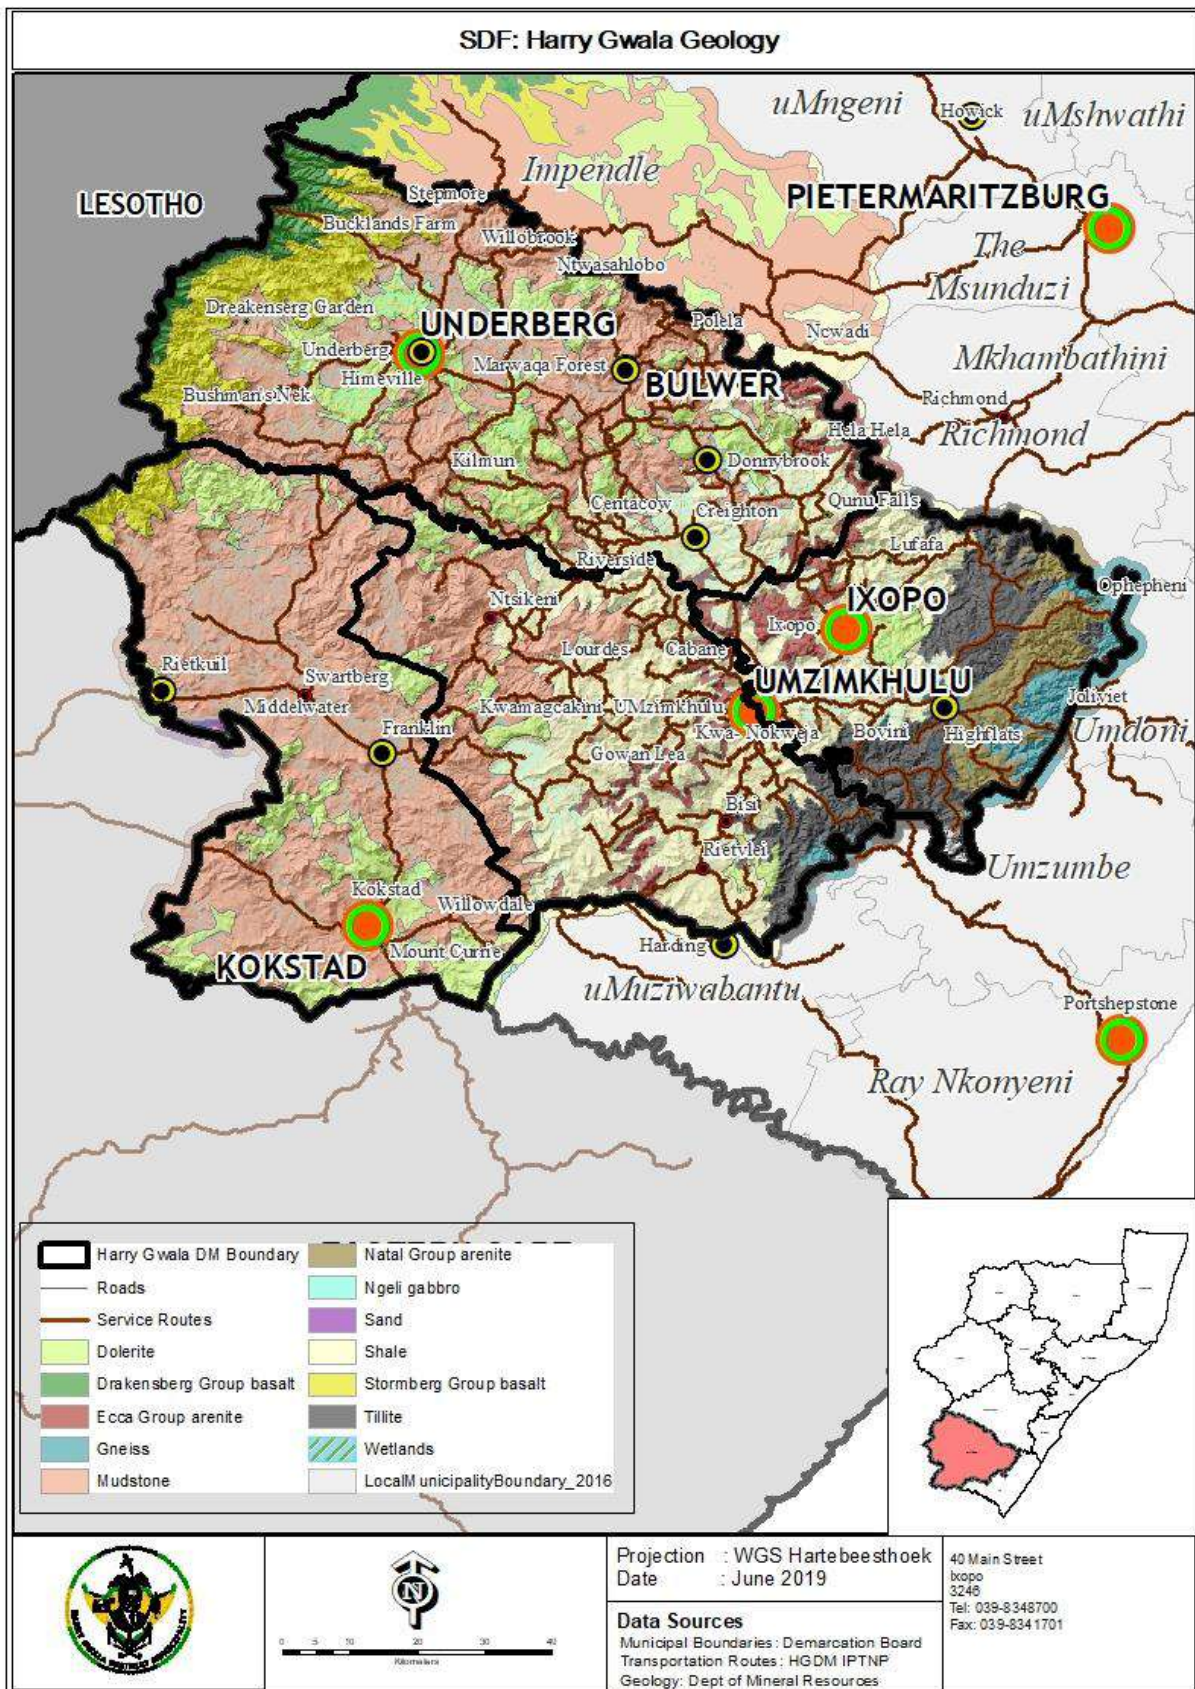 SDF: Harry Gwala Geology
uMngeni
Howick
uMshwathi
Impendle
LESOTHO
Stepmore
PIETERMARITZBURG
Bucklands Farm
Willobrook
The
Msunduzi
Ntwasahlobo
Dreakenserg Garden
UNDERBERG
Polela
Ncwadi
Underberg
Marwaqa Forest
Mkhambathini
Himeville
BULWER
Bushman's Nek
Richmond
Hela Hela
Richmond
Kilmun
Donnybrook
Centacow
Creighton
Qunu Falls
Lufafa
Riverside
Ophepheni
Ntsikeni
IXOPO
Ixopo
Lourdes
Cabane
Rietkuil
Swartberg
UMZIMKHULU
Middelwater
Kwamagcakini
UMzimkhulu
Joliviet
Franklin
Kwa- Nokweja
Bovini
Highflats
Umdoni
Gowan Lea
Bisi
Rietvlei
Umzumbe
Kokstad
Willowdale
Mount Currie
Harding
KOKSTAD
uMuziwabantu
Portshepstone
Ray Nkonyeni
Harry Gwala DM Boundary
Roads
Service Routes
Dolerite
Drakensberg Group basalt
Ecca Group arenite
Gneiss
Mudstone
Natal Group arenite
Ngeli gabbro
Sand
Shale
Stormberg Group basalt
Tillite
Wetlands
LocalMunicipalityBoundary_2016
HARRY GWALA DISTRICT MUNICIPALITY
N
0 5 10 20 30 40
Kilometers
Projection : WGS Hartebeesthoek
Date : June 2019
Data Sources
Municipal Boundaries: Demarcation Board
Transportation Routes: HGDM IPTNP
Geology: Dept of Mineral Resources
40 Main Street
Ixopo
3246
Tel: 039-8348700
Fax: 039-8341701